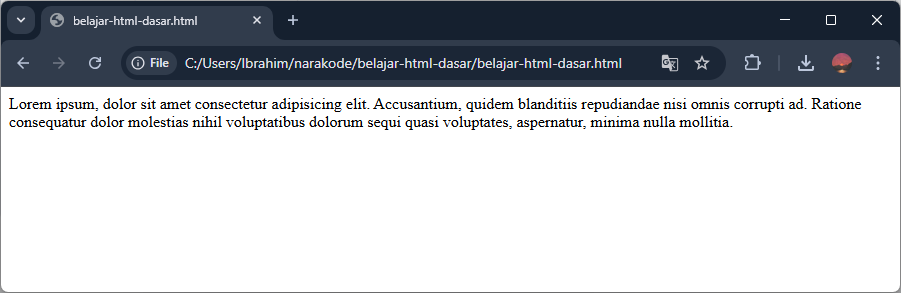 belajar-html-dasar.html
File
C:/Users/Ibrahim/narakode/belajar-html-dasar/belajar-html-dasar.html
Lorem ipsum, dolor sit amet consectetur adipisicing elit. Accusantium, quidem blanditiis repudiandae nisi omnis corrupti ad. Ratione
consequatur dolor molestias nihil voluptatibus dolorum sequi quasi voluptates, aspernatur, minima nulla mollitia.